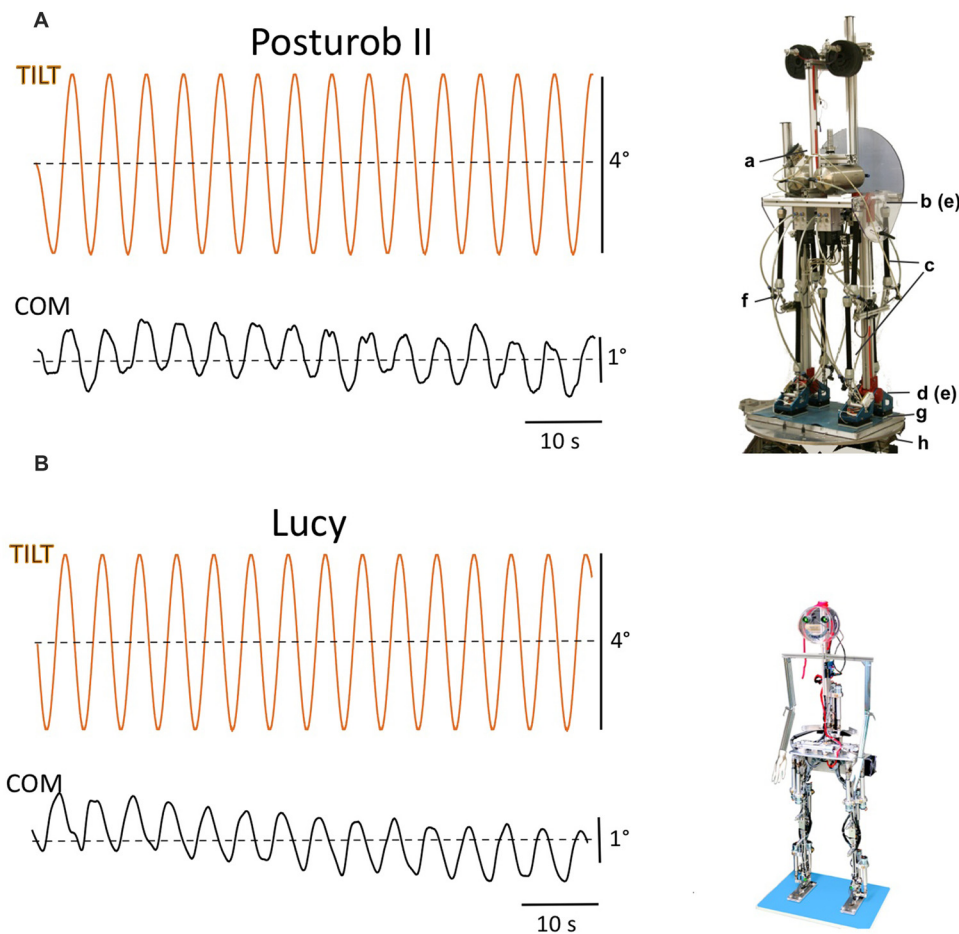 A
Posturob II
TILT
4°
COM
1°
10 s
a
b (e)
c
f
d (e)
g
h
B
Lucy
TILT
4°
COM
1°
10 s